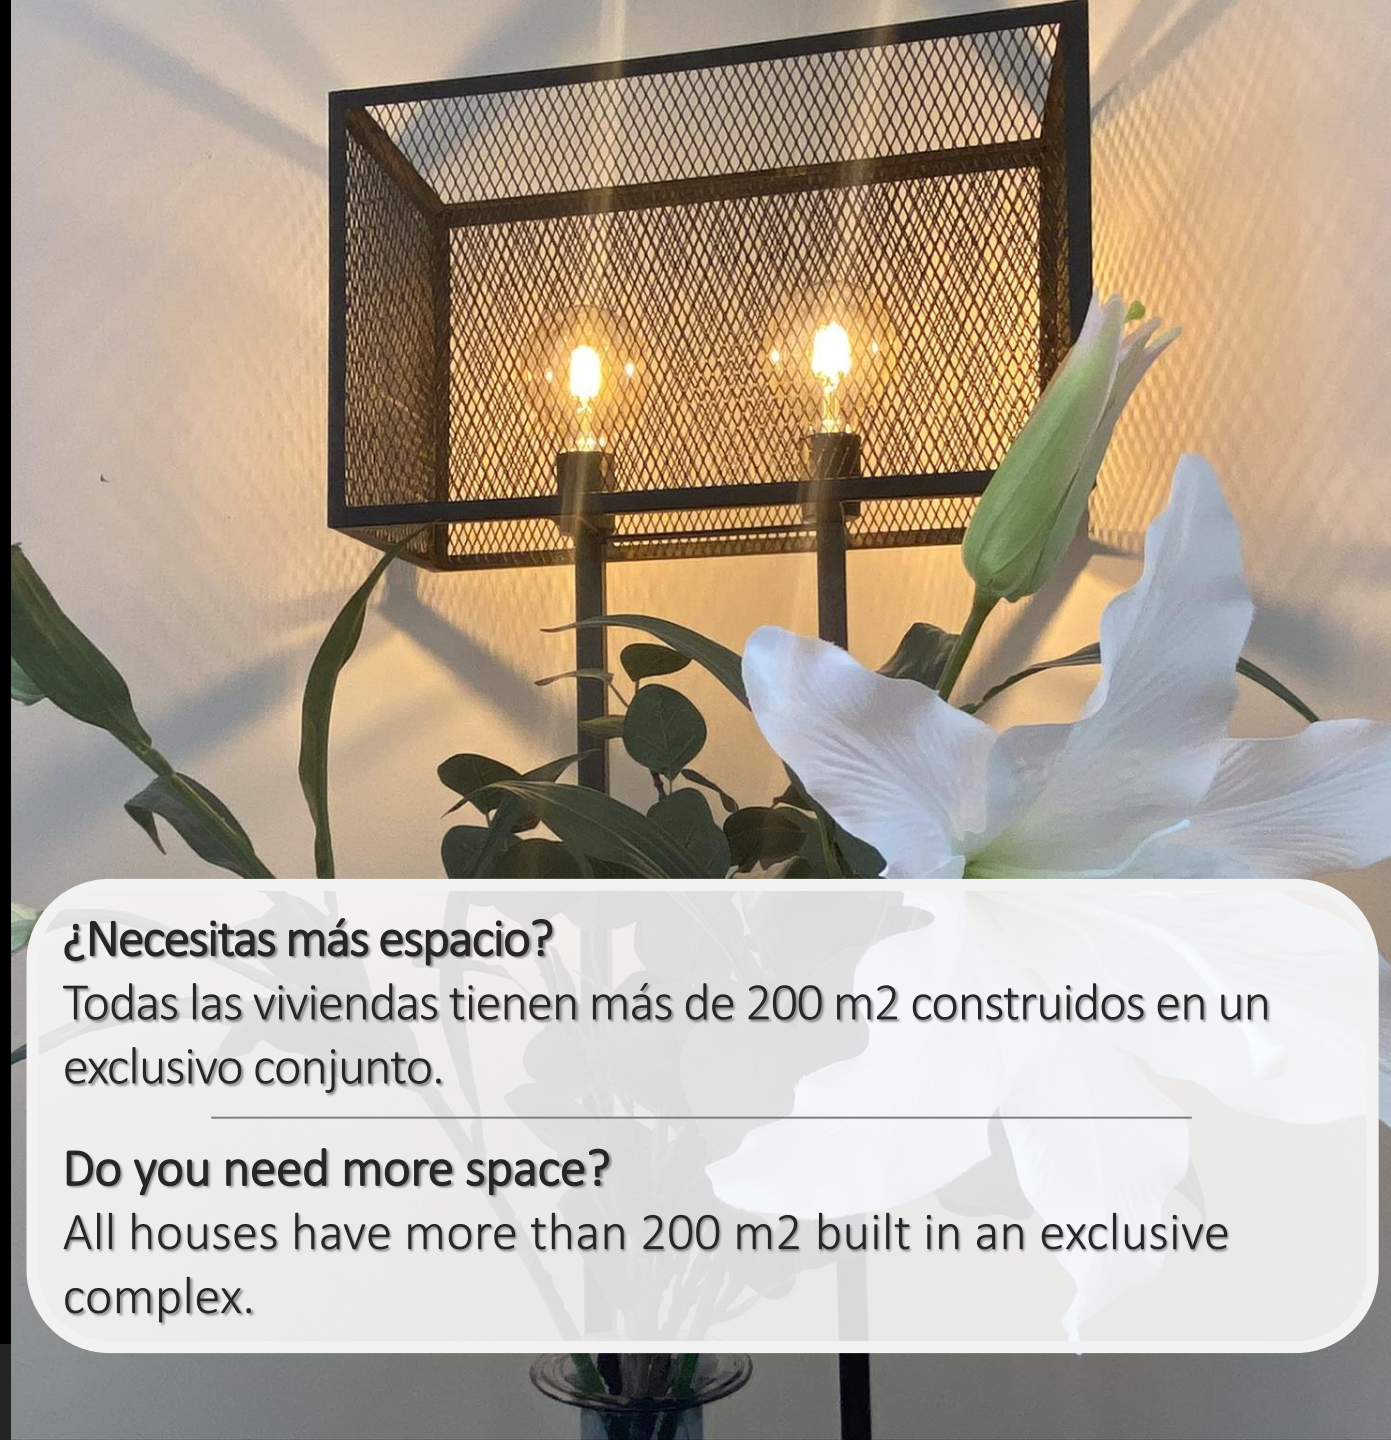 ¿Necesitas más espacio?
Todas las viviendas tienen más de 200 m2 construidos en un
exclusivo conjunto.
Do you need more space?
All houses have more than 200 m2 built in an exclusive
complex.